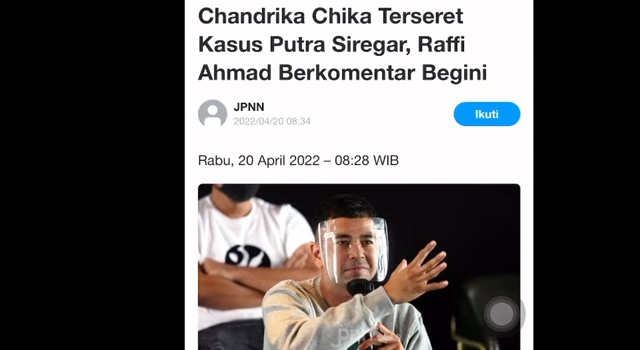 Chandrika Chika Terseret
Kasus Putra Siregar, Raffi
Ahmad Berkomentar Begini
JPNN
2022/04/20 08:34
Ikuti
Rabu, 20 April 2022 – 08:28 WIB